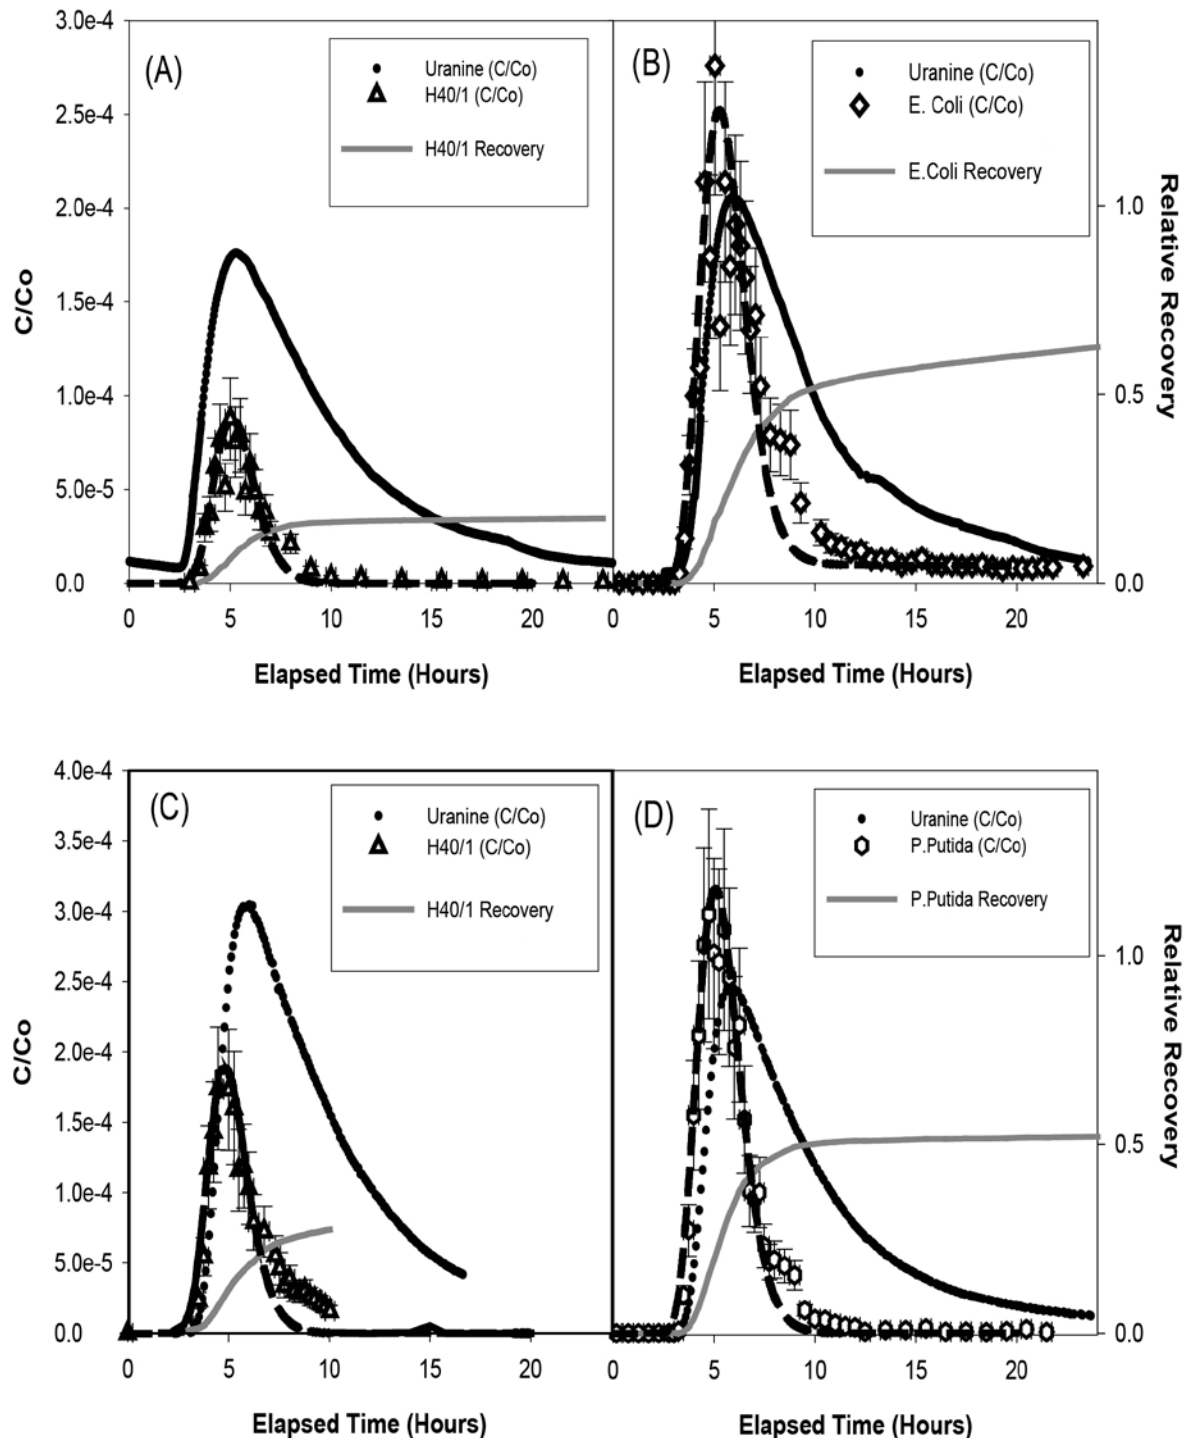 (A)
Uranine (C/Co)
H40/1 (C/Co)
H40/1 Recovery
3.0e-4
2.5e-4
2.0e-4
1.5e-4
1.0e-4
5.0e-5
0.0
C/Co
0 5 10 15 20
Elapsed Time (Hours)
(B)
Uranine (C/Co)
E. Coli (C/Co)
E.Coli Recovery
1.0
0.5
0.0
Relative Recovery
0 5 10 15 20
Elapsed Time (Hours)
(C)
Uranine (C/Co)
H40/1 (C/Co)
H40/1 Recovery
4.0e-4
3.5e-4
3.0e-4
2.5e-4
2.0e-4
1.5e-4
1.0e-4
5.0e-5
0.0
C/Co
0 5 10 15 20
Elapsed Time (Hours)
(D)
Uranine (C/Co)
P.Putida (C/Co)
P.Putida Recovery
1.0
0.5
0.0
Relative Recovery
0 5 10 15 20
Elapsed Time (Hours)